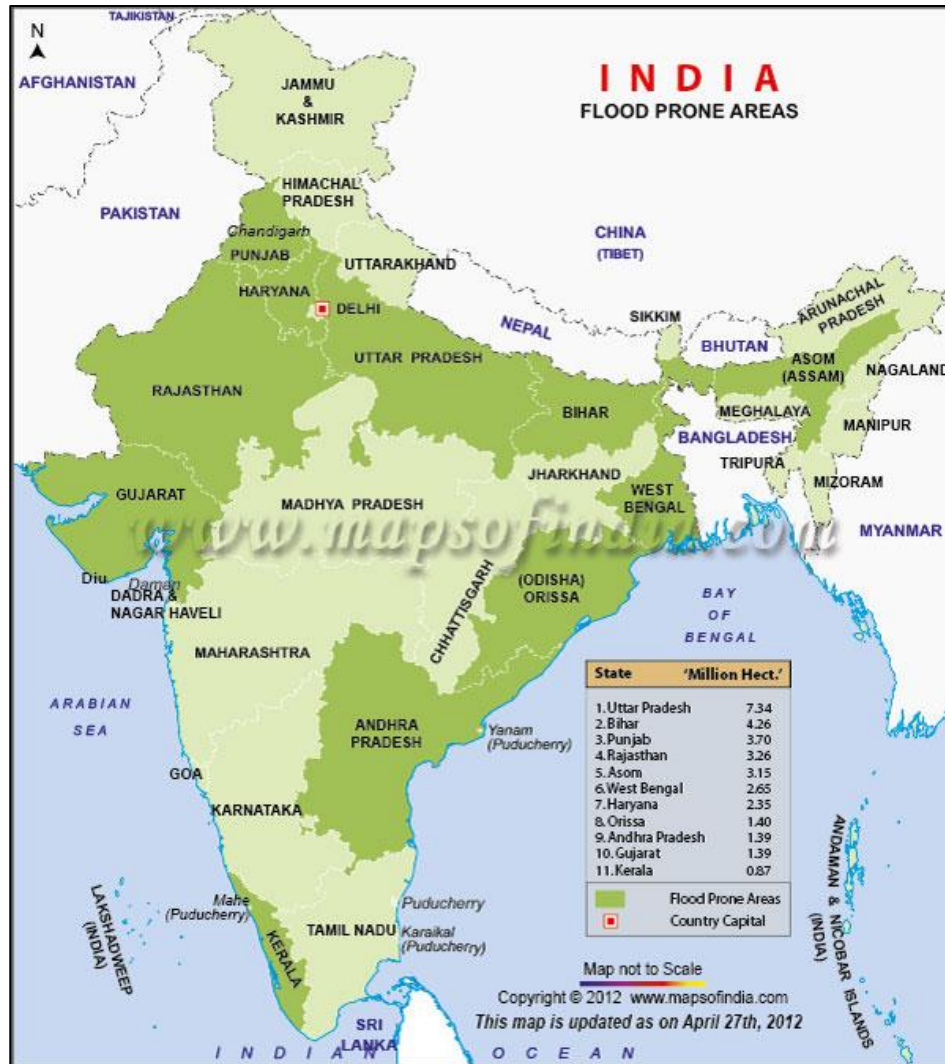 TAJIKISTAN
N
AFGHANISTAN
JAMMU
&
KASHMIR
I N D I A
FLOOD PRONE AREAS
HIMACHAL
PRADESH
PAKISTAN
Chandigarh
PUNJAB
CHINA
(TIBET)
UTTARAKHAND
HARYANA
DELHI
NEPAL
SIKKIM
BHUTAN
ARUNACHAL
PRADESH
UTTAR PRADESH
ASOM
(ASSAM)
NAGALAND
RAJASTHAN
BIHAR
MEGHALAYA
MANIPUR
BANGLADESH
JHARKHAND
TRIPURA
MIZORAM
GUJARAT
MADHYA PRADESH
WEST
BENGAL
www.mapsofindia.com
MYANMAR
Diu
Daman
DADRA &
NAGAR HAVELI
CHHATTISGARH
(ODISHA)
ORISSA
BAY
OF
BENGAL
MAHARASHTRA
ARABIAN
SEA
ANDHRA
PRADESH
Yanam
(Puducherry)
GOA
KARNATAKA
State 'Million Hect.'
1.Uttar Pradesh 7.34
2.Bihar 4.26
3.Punjab 3.70
4.Rajasthan 3.26
5.Asom 3.15
6.West Bengal 2.65
7.Haryana 2.35
8.Orissa 1.40
9.Andhra Pradesh 1.39
10.Gujarat 1.39
11.Kerala 0.87
Flood Prone Areas
Country Capital
LAKSHADWEEP
(INDIA)
Mahe
(Puducherry)
KERALA
TAMIL NADU
Puducherry
Karaikal
(Puducherry)
ANDAMAN & NICOBAR ISLANDS
(INDIA)
Map not to Scale
Copyright © 2012 www.mapsofindia.com
This map is updated as on April 27th, 2012
SRI
LANKA
I N D I A N O C E A N